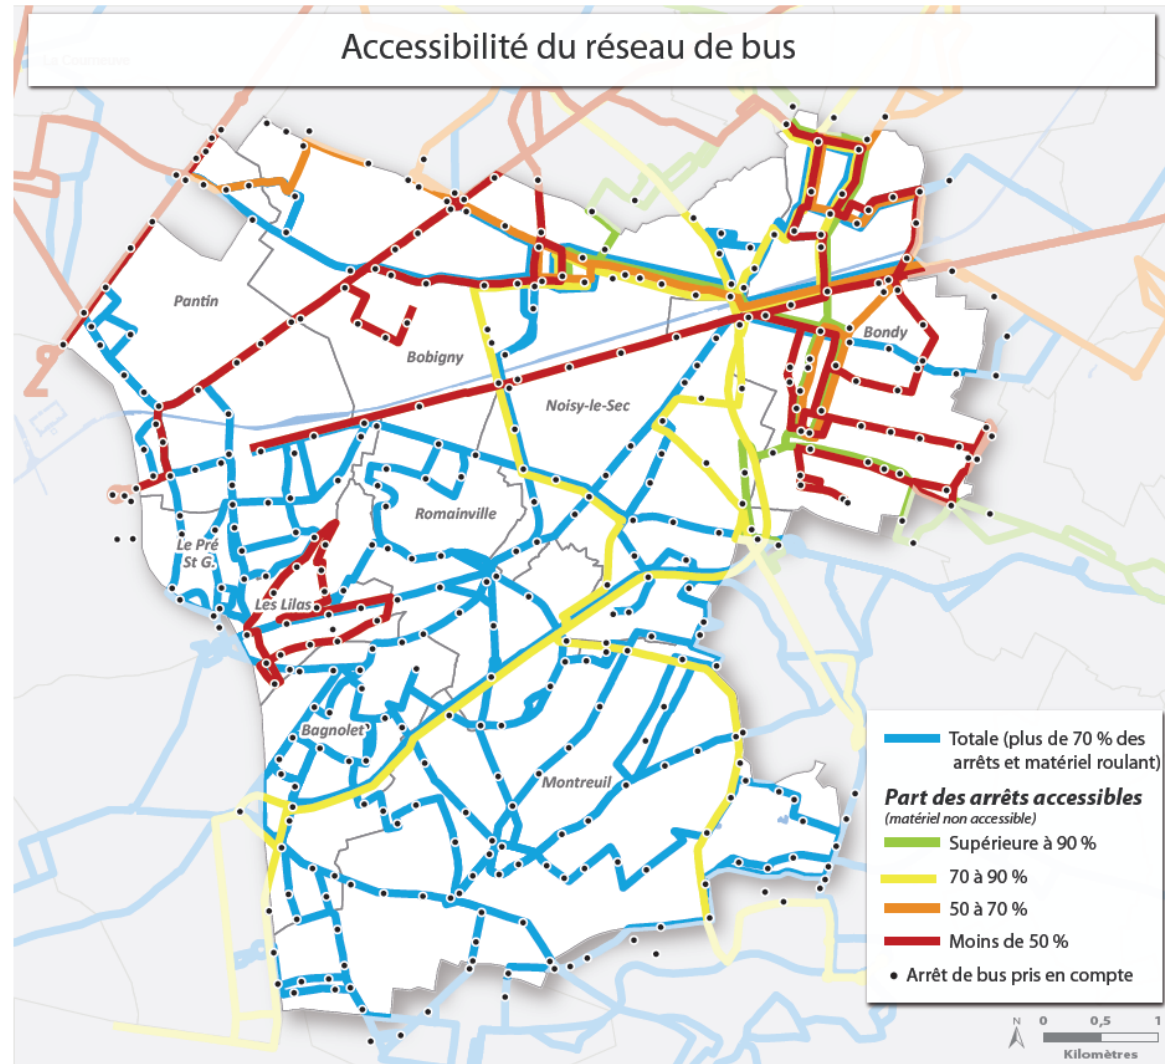 Accessibilité du réseau de bus
La Courneuve
Pantin
Bobigny
Bondy
Noisy-le-Sec
Romainville
Le Pré
St G.
Les Lilas
Bagnolet
Montreuil
Totale (plus de 70 % des
arrêts et matériel roulant)
Part des arrêts accessibles
(matériel non accessible)
Supérieure à 90 %
70 à 90 %
50 à 70 %
Moins de 50 %
Arrêt de bus pris en compte
N 0 0,5 1
Kilomètres